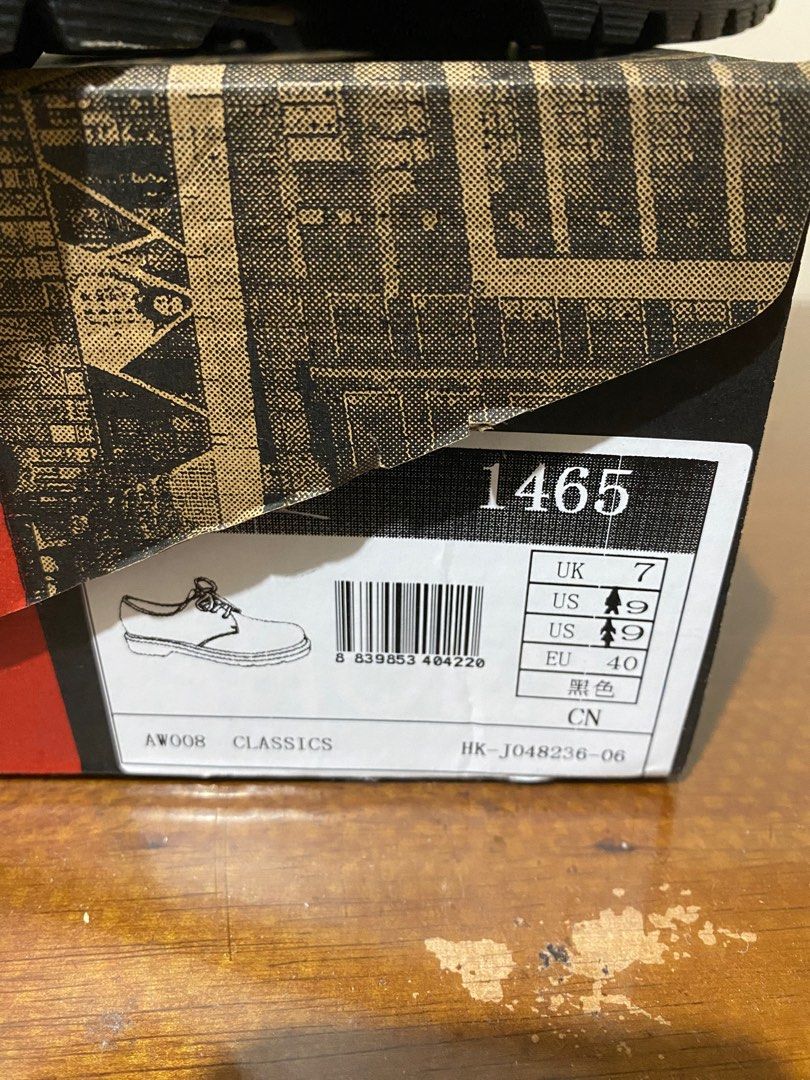 1465
UK 7
US 9
US 9
EU 40
黑色
CN
8 839853 404220
AW008 CLASSICS HK-J048236-06